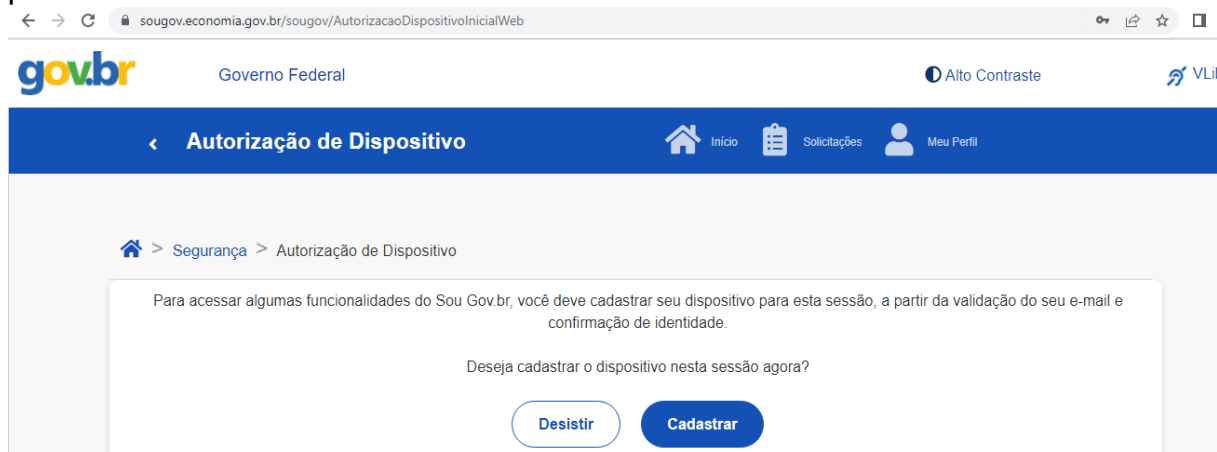 sougov.economia.gov.br/sougov/AutorizacaoDispositivoInicialWeb
gov.br Governo Federal Alto Contraste
‹ Autorização de Dispositivo Início Solicitações Meu Perfil
> Segurança > Autorização de Dispositivo
Para acessar algumas funcionalidades do Sou Gov.br, você deve cadastrar seu dispositivo para esta sessão, a partir da validação do seu e-mail e
confirmação de identidade.
Deseja cadastrar o dispositivo nesta sessão agora?
Desistir Cadastrar